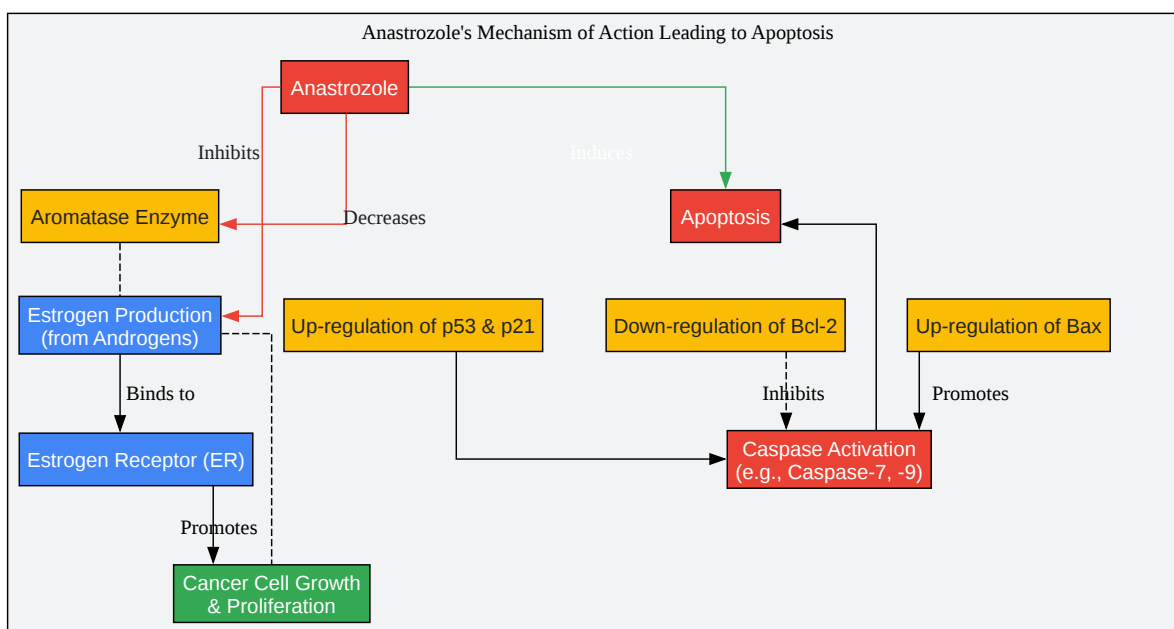 Anastrozole's Mechanism of Action Leading to Apoptosis
Anastrozole
Inhibits
Induces
Aromatase Enzyme
Decreases
Apoptosis
Estrogen Production
(from Androgens)
Up-regulation of p53 & p21
Down-regulation of Bcl-2
Up-regulation of Bax
Binds to
Inhibits
Promotes
Estrogen Receptor (ER)
Caspase Activation
(e.g., Caspase-7, -9)
Promotes
Cancer Cell Growth
& Proliferation